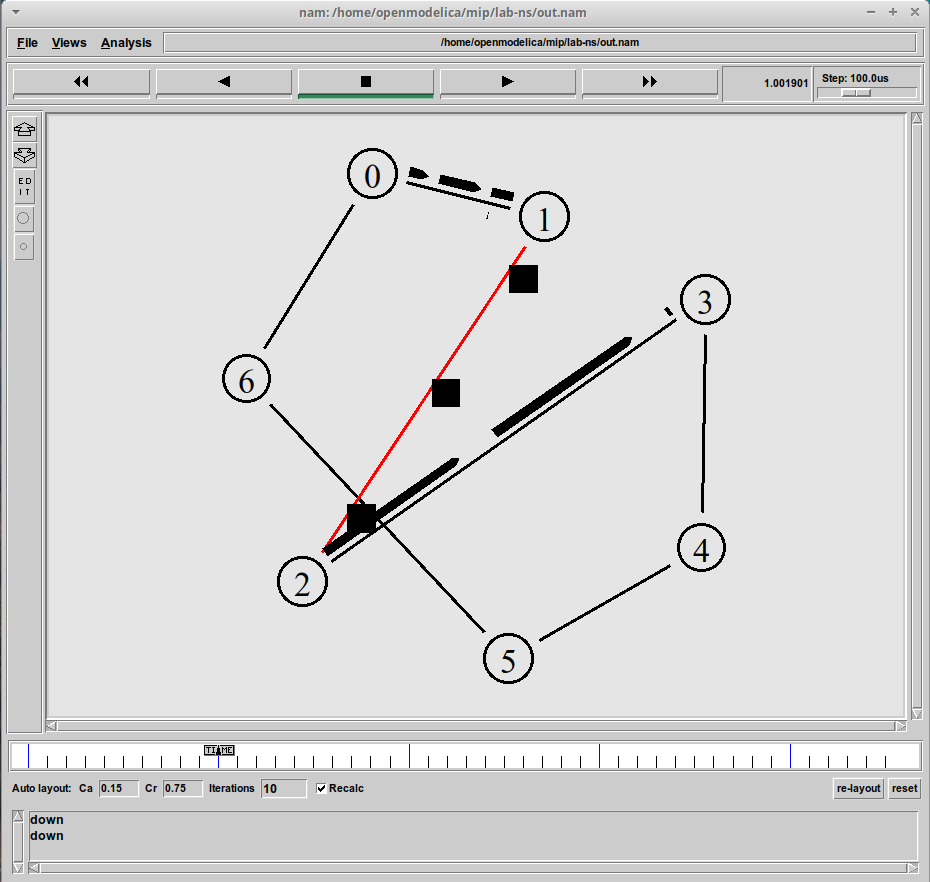 nam: /home/openmodelica/mip/lab-ns/out.nam
File Views Analysis /home/openmodelica/mip/lab-ns/out.nam
1.001901 Step: 100.0us
ED
IT
0
1
3
6
4
2
5
TIME
Auto layout: Ca 0.15 Cr 0.75 Iterations 10 Recalc re-layout reset
down
down